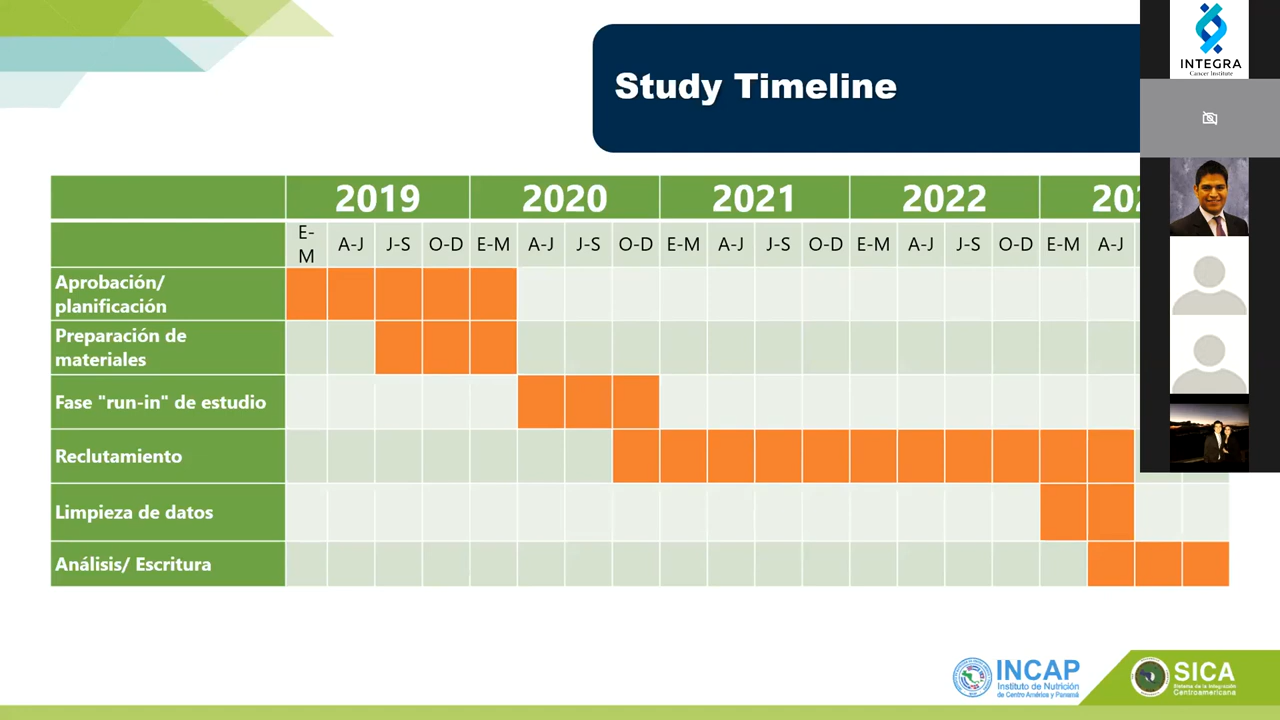 INTEGRA
Cancer Institute
Study Timeline
2019 2020 2021 2022 202
E-
M A-J J-S O-D E-M A-J J-S O-D E-M A-J J-S O-D E-M A-J J-S O-D E-M A-J
Aprobación/
planificación
Preparación de
materiales
Fase "run-in" de estudio
Reclutamiento
Limpieza de datos
Análisis/ Escritura
INCAP
Instituto de Nutrición
de Centro América y Panamá
SICA
Sistema de la Integración
Centroamericana